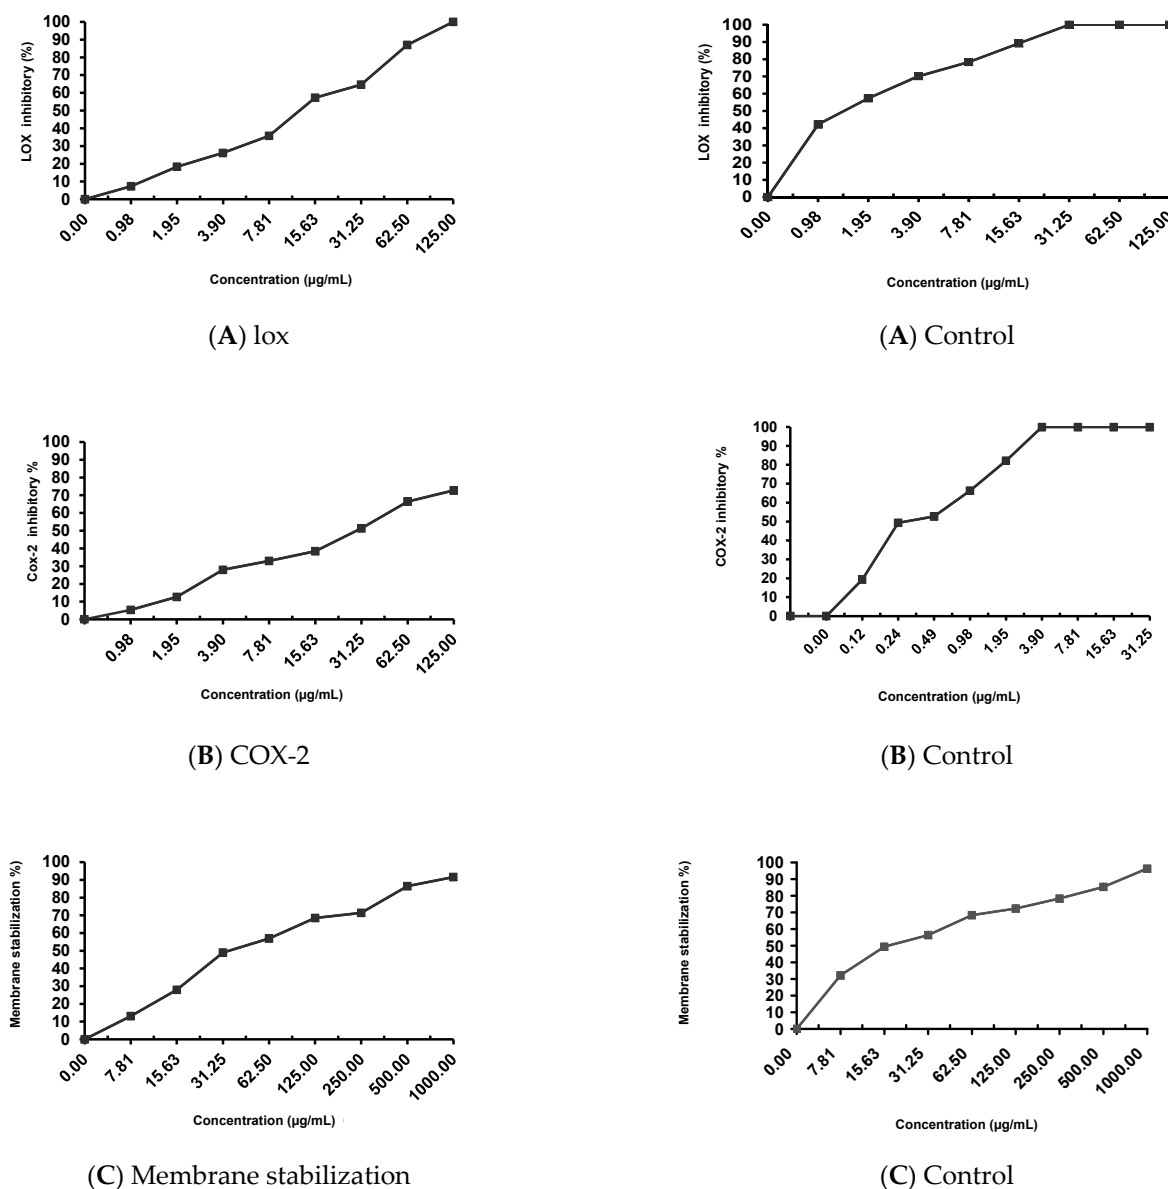 LOX inhibitory (%)
100
90
80
70
60
50
40
30
20
10
0
0.00 0.98 1.95 3.90 7.81 15.63 31.25 62.50 125.00
Concentration (µg/mL)
(A) lox
LOX inhibitory (%)
100
90
80
70
60
50
40
30
20
10
0
0.00 0.98 1.95 3.90 7.81 15.63 31.25 62.50 125.00
Concentration (µg/mL)
(A) Control
Cox-2 inhibitory %
100
90
80
70
60
50
40
30
20
10
0
0.98 1.95 3.90 7.81 15.63 31.25 62.50 125.00
Concentration (µg/mL)
(B) COX-2
COX-2 inhibitory %
100
90
80
70
60
50
40
30
20
10
0
0.00 0.12 0.24 0.49 0.98 1.95 3.90 7.81 15.63 31.25
Concentration (µg/mL)
(B) Control
Membrane stabilization %)
100
90
80
70
60
50
40
30
20
10
0
0.00 7.81 15.63 31.25 62.50 125.00 250.00 500.00 1000.00
Concentration (µg/mL)
(C) Membrane stabilization
Membrane stabilization %)
100
90
80
70
60
50
40
30
20
10
0
0.00 7.81 15.63 31.25 62.50 125.00 250.00 500.00 1000.00
Concentration (µg/mL)
(C) Control